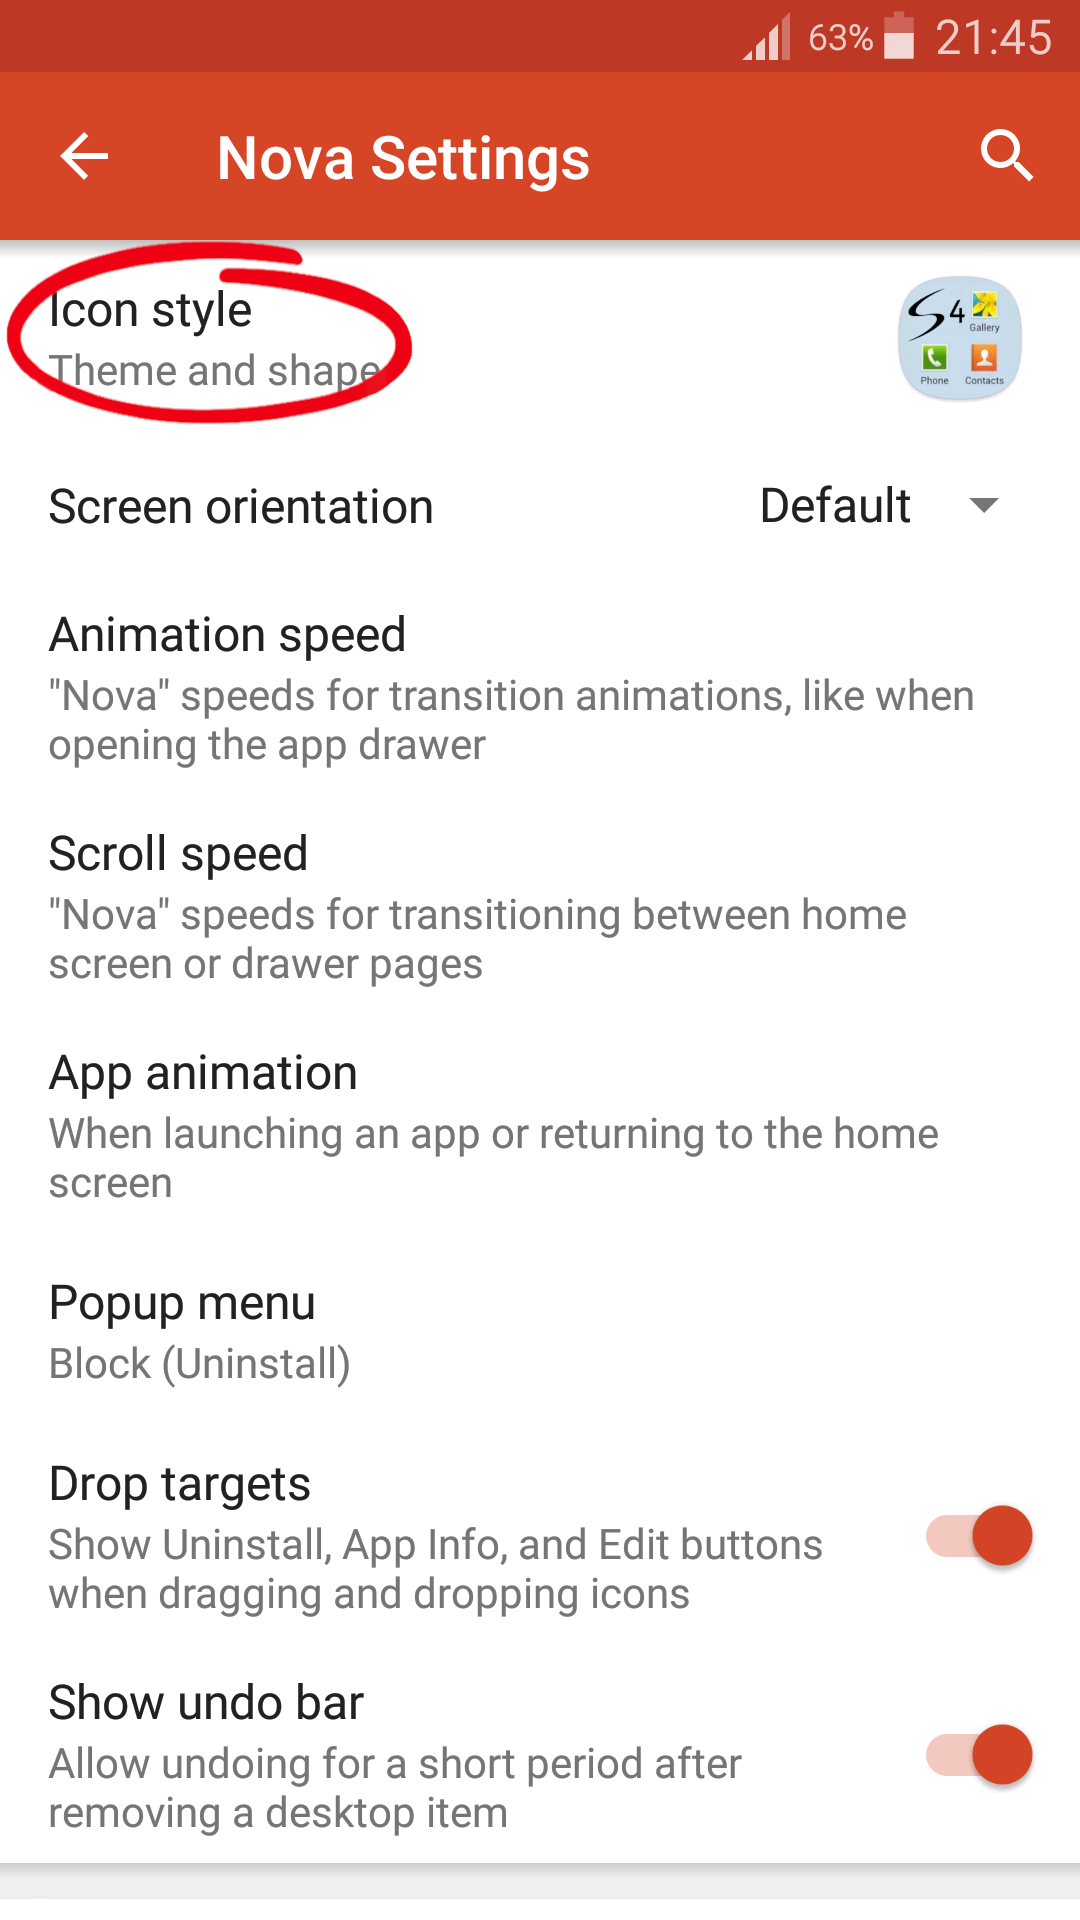 63% 21:45
Nova Settings
Icon style
Theme and shape
S4 Gallery
Phone Contacts
Screen orientation Default
Animation speed
"Nova" speeds for transition animations, like when
opening the app drawer
Scroll speed
"Nova" speeds for transitioning between home
screen or drawer pages
App animation
When launching an app or returning to the home
screen
Popup menu
Block (Uninstall)
Drop targets
Show Uninstall, App Info, and Edit buttons
when dragging and dropping icons
Show undo bar
Allow undoing for a short period after
removing a desktop item